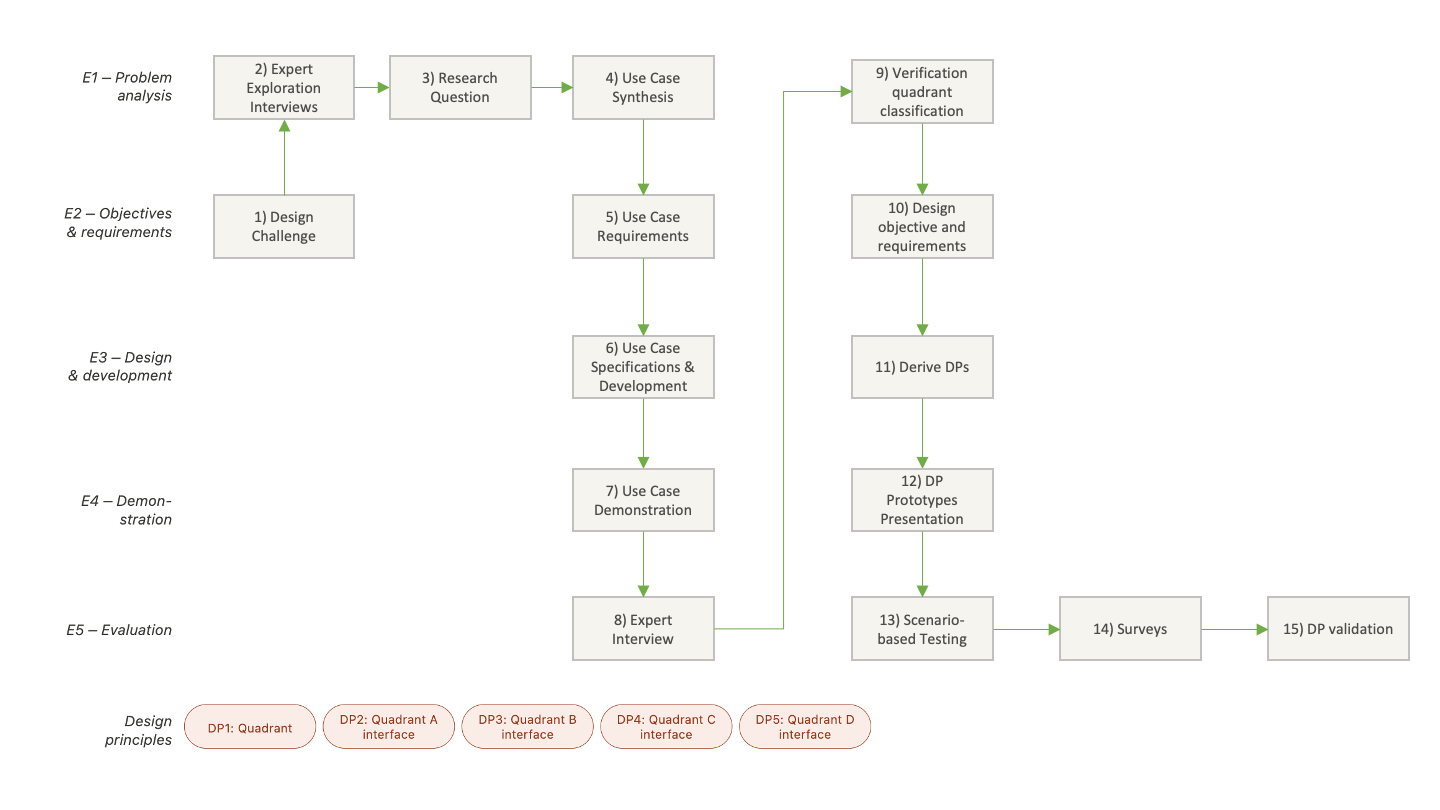 E1 – Problem
analysis
2) Expert
Exploration
Interviews
3) Research
Question
4) Use Case
Synthesis
9) Verification
quadrant
classification
E2 – Objectives
& requirements
1) Design
Challenge
5) Use Case
Requirements
10) Design
objective and
requirements
E3 – Design
& development
6) Use Case
Specifications &
Development
11) Derive DPs
E4 – Demon-
stration
7) Use Case
Demonstration
12) DP
Prototypes
Presentation
E5 – Evaluation
8) Expert
Interview
13) Scenario-
based Testing
14) Surveys
15) DP validation
Design
principles
DP1: Quadrant
DP2: Quadrant A
interface
DP3: Quadrant B
interface
DP4: Quadrant C
interface
DP5: Quadrant D
interface